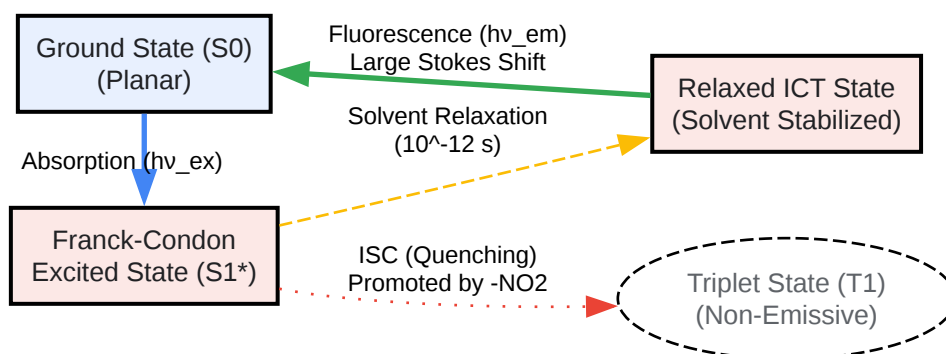 Ground State (S0)
(Planar)
Fluorescence (hν_em)
Large Stokes Shift
Relaxed ICT State
(Solvent Stabilized)
Solvent Relaxation
(10^-12 s)
Absorption (hν_ex)
Franck-Condon
Excited State (S1*)
ISC (Quenching)
Promoted by -NO2
Triplet State (T1)
(Non-Emissive)